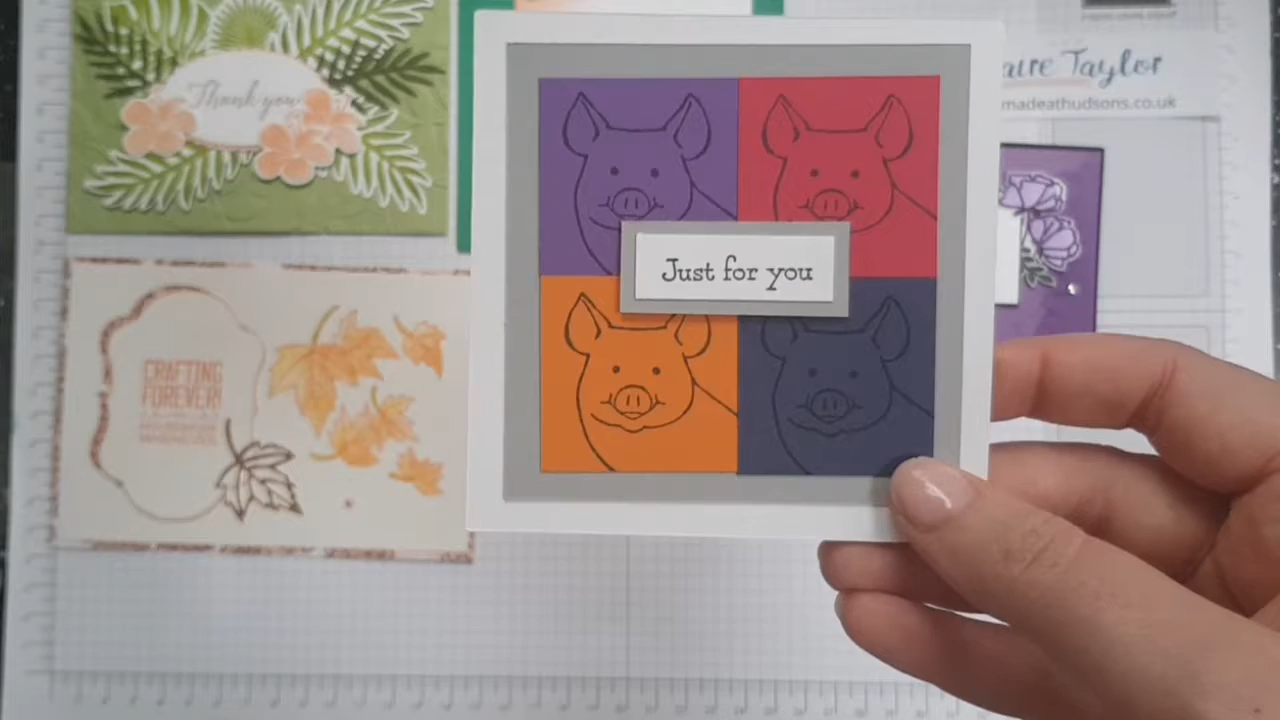 Thank you
aire Taylor
madeathudsons.co.uk
Just for you
CRAFTING
FOREVER!